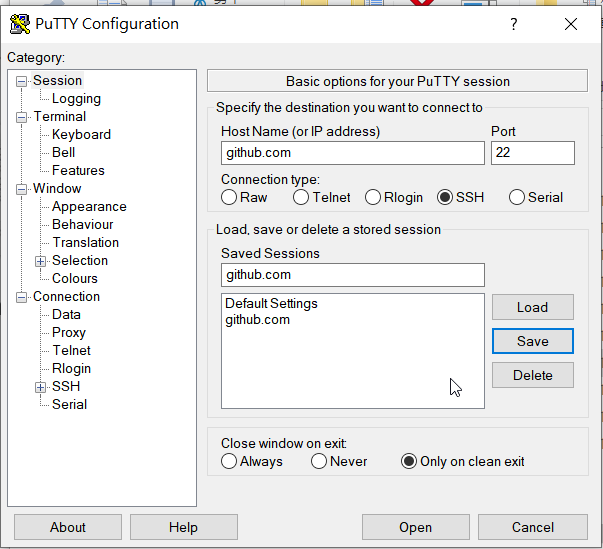 PuTTY Configuration
?
Category:
Session
Logging
Terminal
Keyboard
Bell
Features
Window
Appearance
Behaviour
Translation
Selection
Colours
Connection
Data
Proxy
Telnet
Rlogin
SSH
Serial
Basic options for your PuTTY session
Specify the destination you want to connect to
Host Name (or IP address) Port
github.com 22
Connection type:
Raw Telnet Rlogin SSH Serial
Load, save or delete a stored session
Saved Sessions
github.com
Default Settings
github.com
Load
Save
Delete
Close window on exit:
Always Never Only on clean exit
About Help Open Cancel